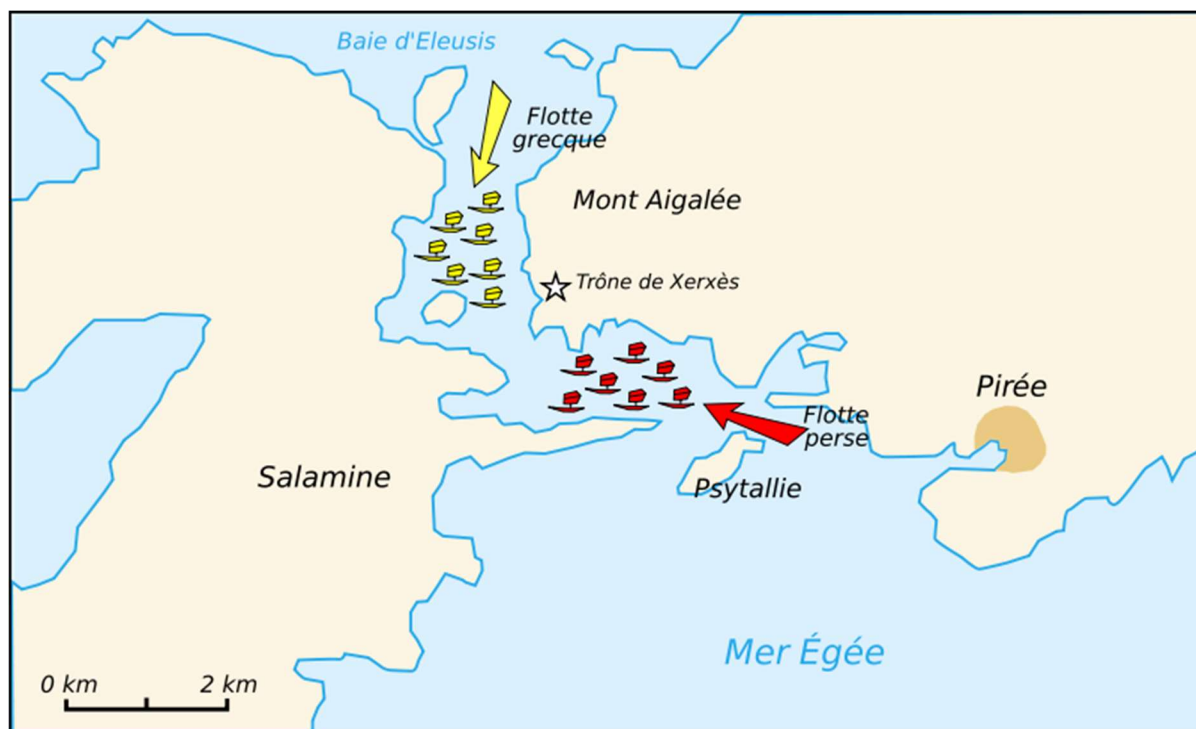 Baie d'Eleusis
Flotte
grecque
Mont Aigalée
Trône de Xerxès
Pirée
Flotte
perse
Salamine
Psytallie
Mer Égée
0 km 2 km